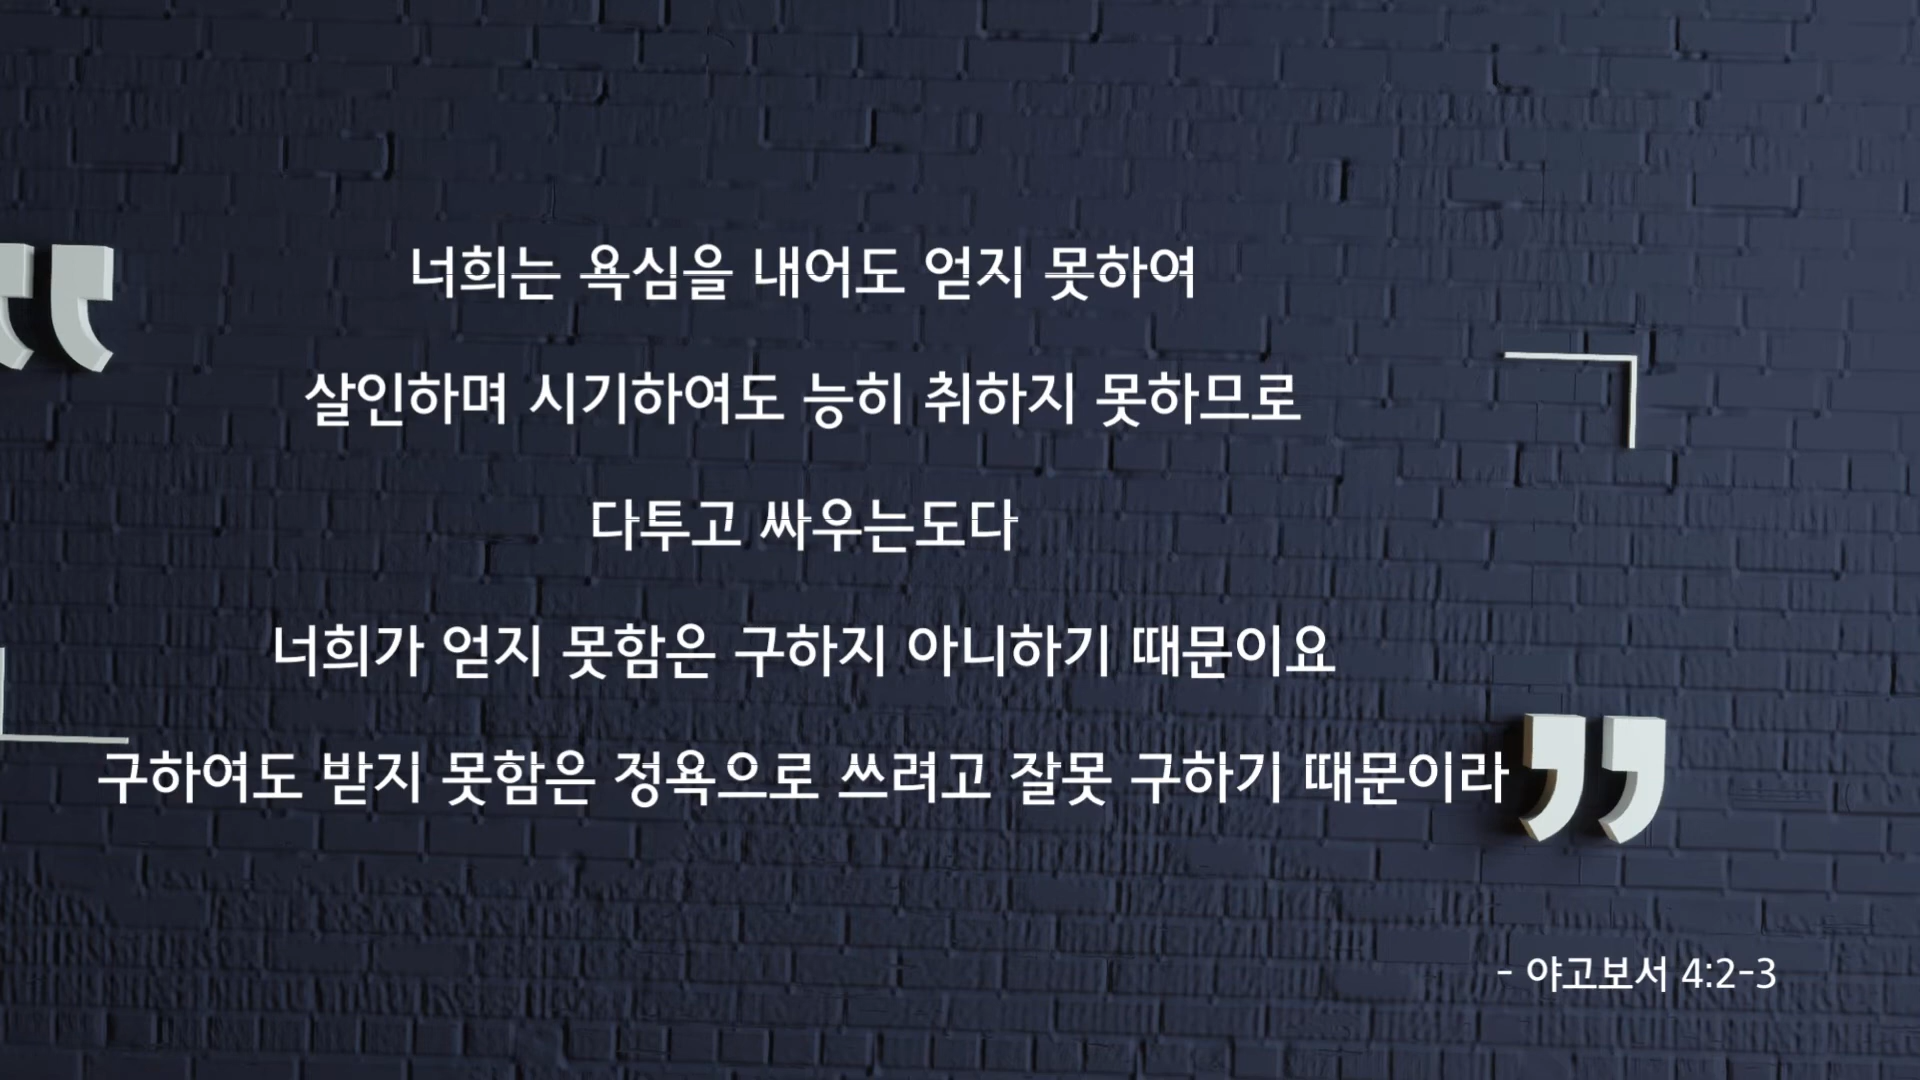 너희는 욕심을 내어도 얻지 못하여
살인하며 시기하여도 능히 취하지 못하므로
다투고 싸우는도다
너희가 얻지 못함은 구하지 아니하기 때문이요
구하여도 받지 못함은 정욕으로 쓰려고 잘못 구하기 때문이라
- 야고보서 4:2-3